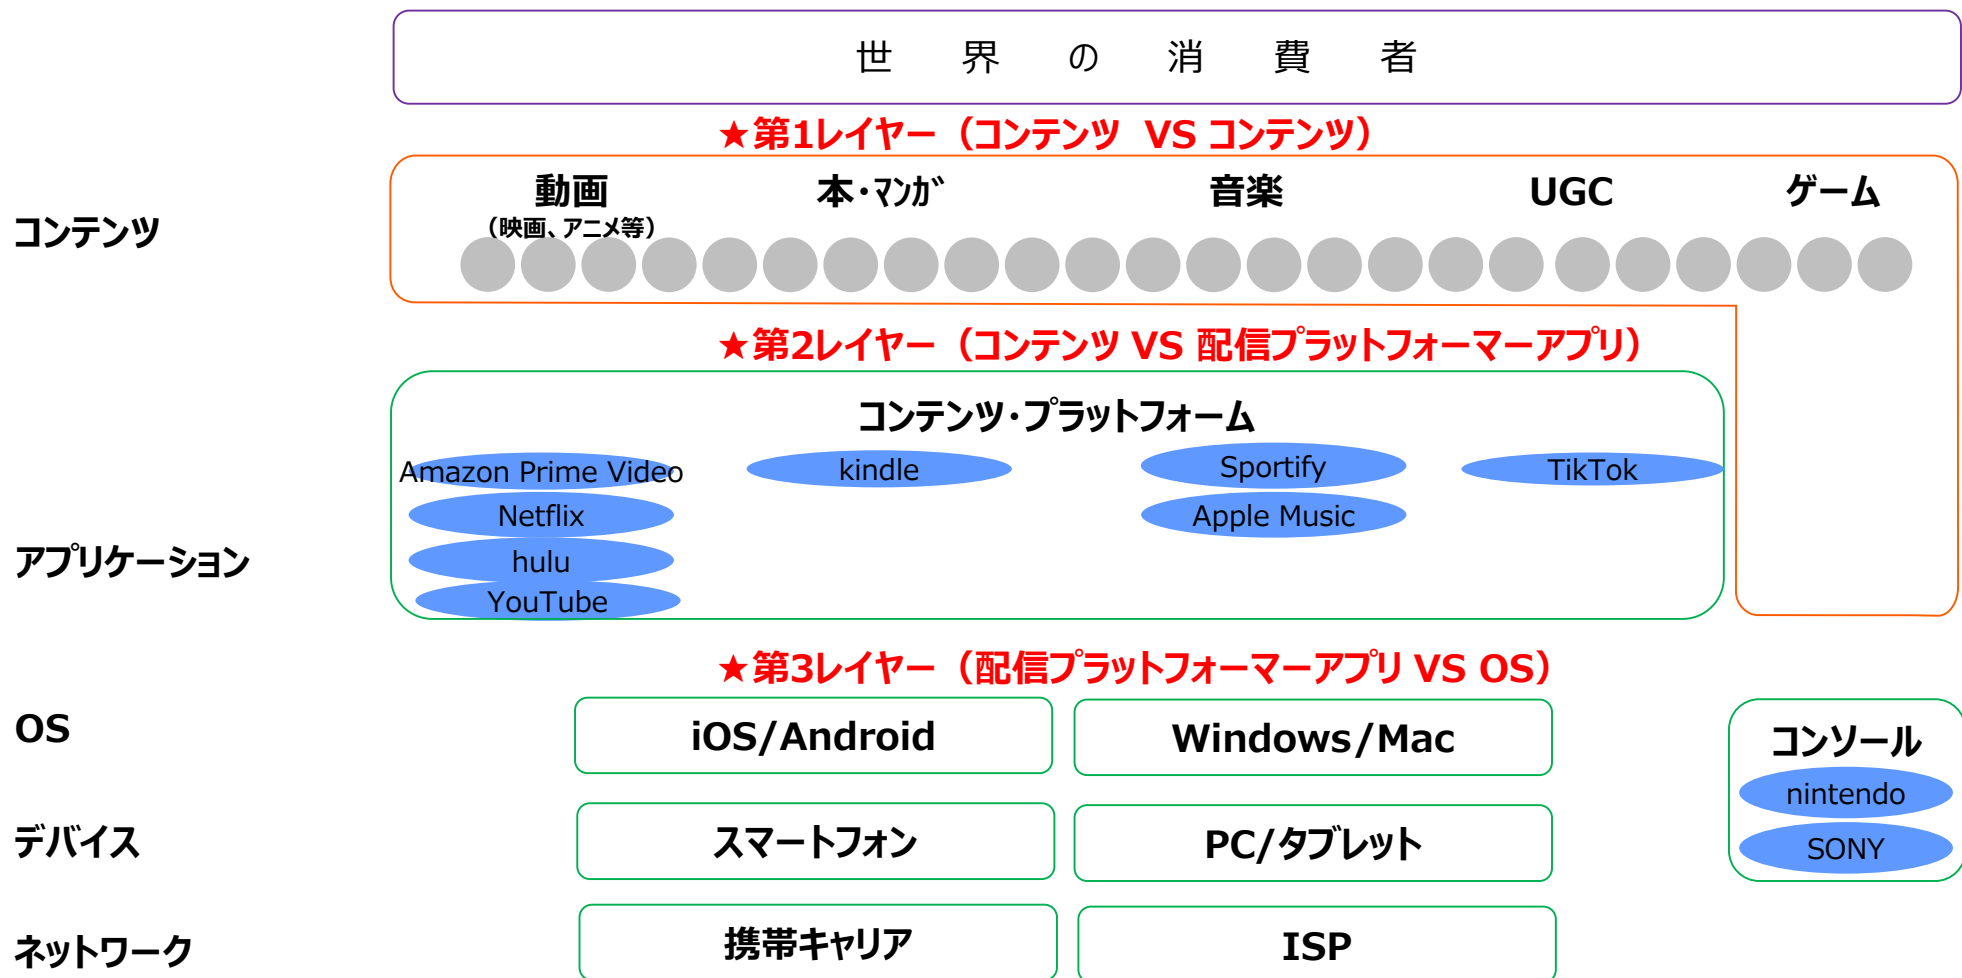 世界の消費者
★第1レイヤー（コンテンツ VS コンテンツ）
コンテンツ
動画
（映画、アニメ等）
本・マンガ
音楽
UGC
ゲーム
★第2レイヤー（コンテンツ VS 配信プラットフォーマーアプリ）
アプリケーション
コンテンツ・プラットフォーム
Amazon Prime Video
Netflix
hulu
YouTube
kindle
Sportify
Apple Music
TikTok
★第3レイヤー（配信プラットフォーマーアプリ VS OS）
OS
iOS/Android
Windows/Mac
コンソール
nintendo
SONY
デバイス
スマートフォン
PC/タブレット
ネットワーク
携帯キャリア
ISP